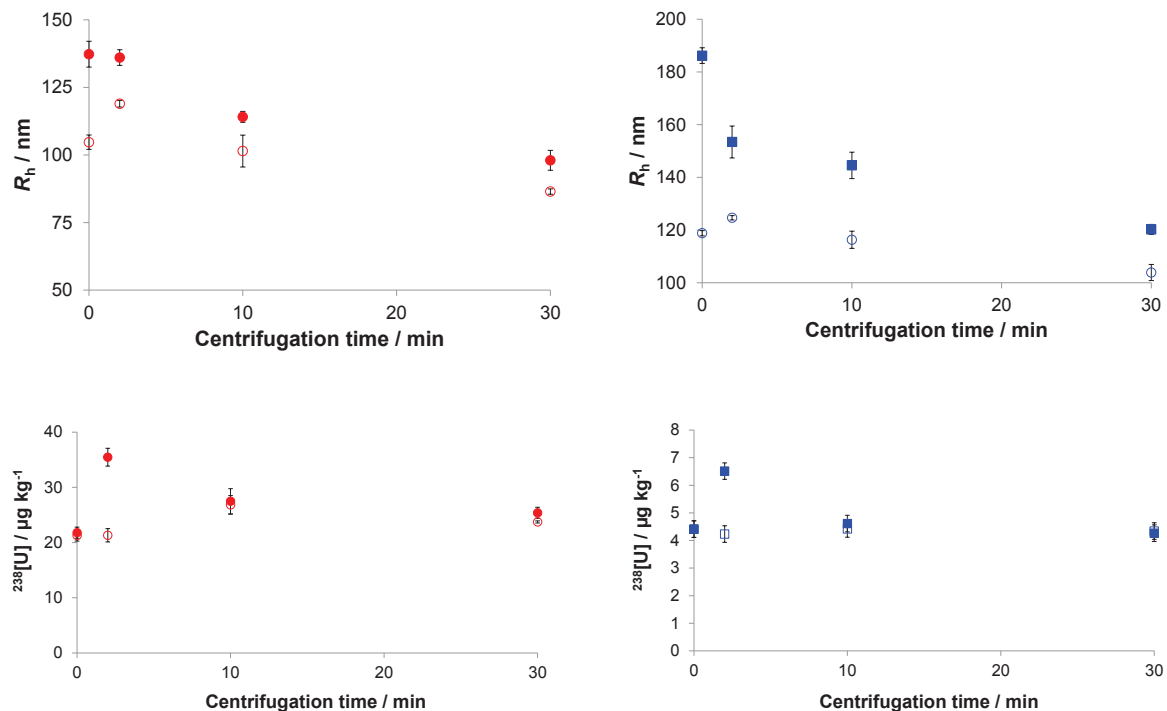 150
125
100
75
50
R_h / nm
0 10 20 30
Centrifugation time / min
200
180
160
140
120
100
R_h / nm
0 10 20 30
Centrifugation time / min
40
30
20
10
0
²³⁸[U] / µg kg⁻¹
0 10 20 30
Centrifugation time / min
8
7
6
5
4
3
2
1
0
²³⁸[U] / µg kg⁻¹
0 10 20 30
Centrifugation time / min